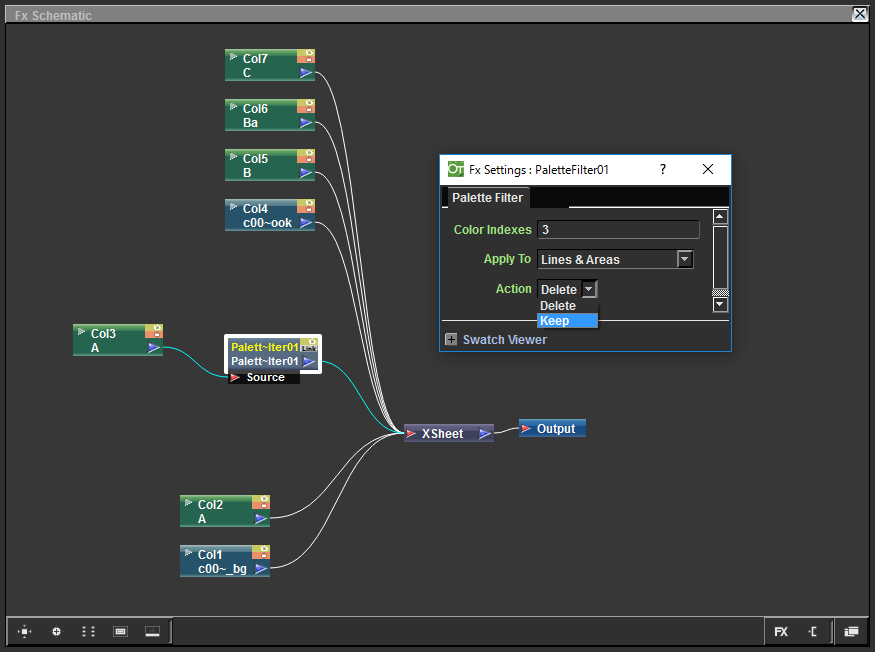 Fx Schematic
Col7
C
Col6
Ba
Col5
B
Col4
c00~ook
OT Fx Settings : PaletteFilter01 ?
Palette Filter
Color Indexes 3
Apply To Lines & Areas
Action Delete
Delete
Keep
Swatch Viewer
Col3
A
Palett~lter01
Palett~lter01
Source
XSheet
Output
Col2
A
Col1
c00~_bg
FX